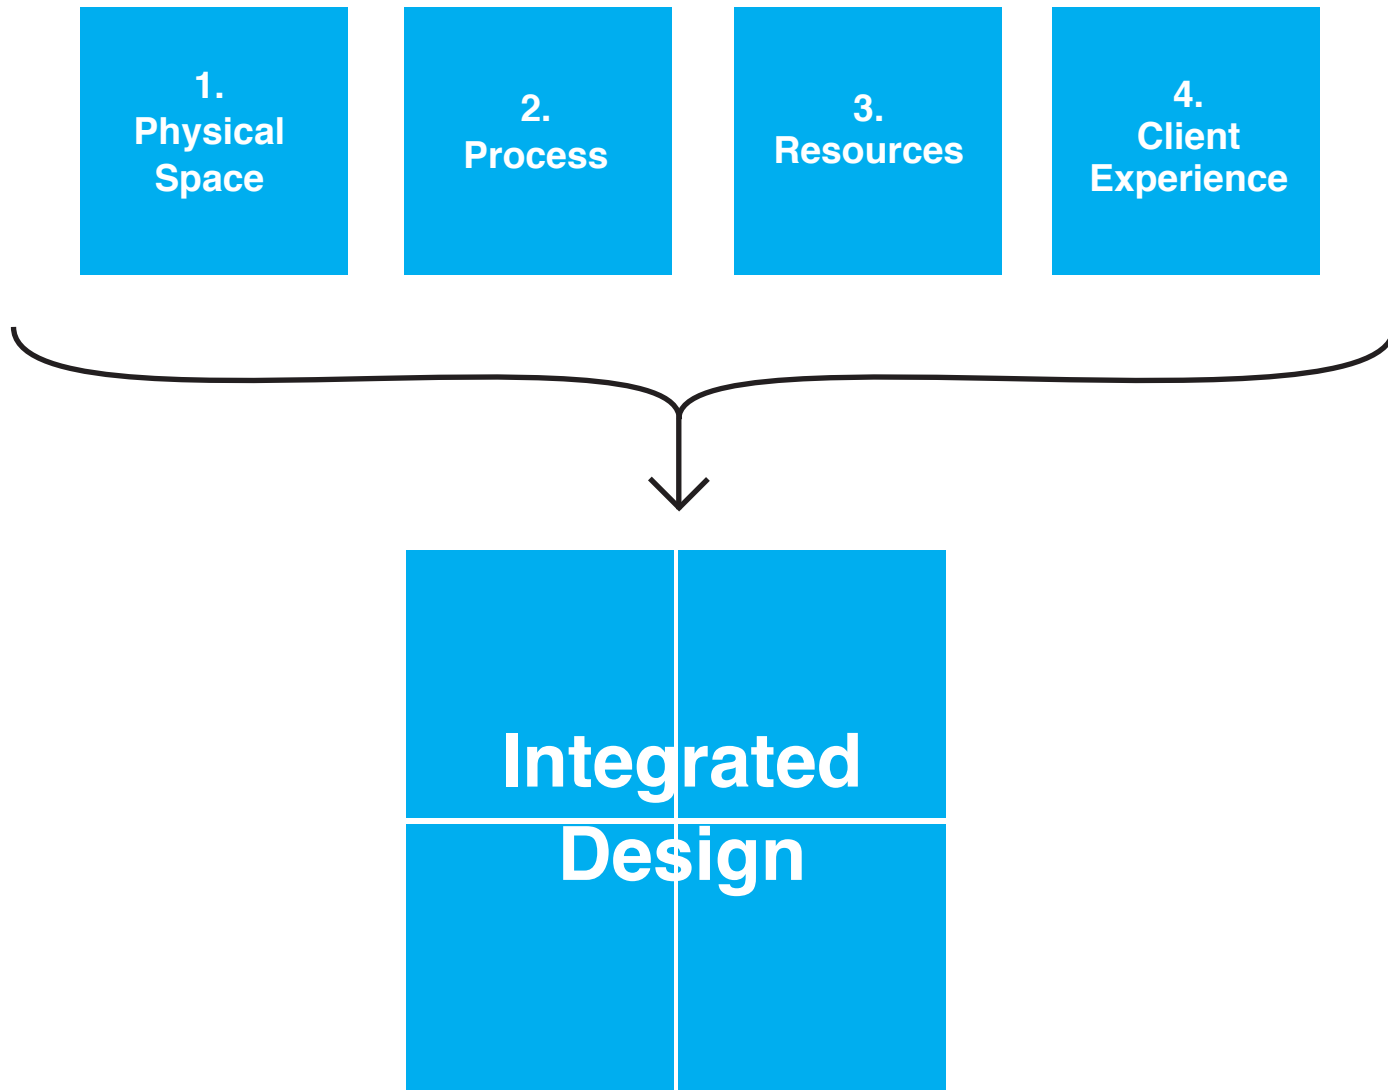 1.
Physical
Space
2.
Process
3.
Resources
4.
Client
Experience
Integrated
Design